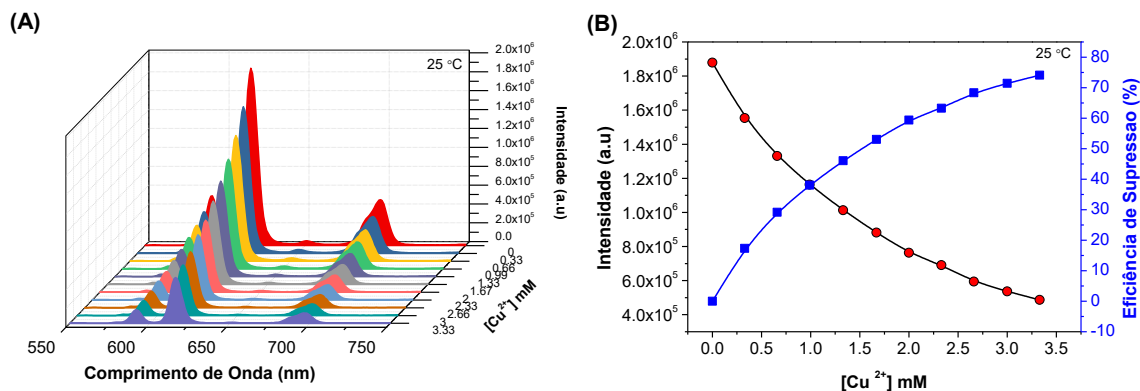 (A)
25 °C
2.0x10⁶
1.8x10⁶
1.6x10⁶
1.4x10⁶
1.2x10⁶
1.0x10⁶
8.0x10⁵
6.0x10⁵
4.0x10⁵
2.0x10⁵
0.0
Intensidade (a.u)
0
0.33
0.66
0.99
1.33
1.67
2
2.33
2.66
3
3.33
[Cu²⁺] mM
550 600 650 700 750
Comprimento de Onda (nm)
(B)
25 °C
2.0x10⁶
1.8x10⁶
1.6x10⁶
1.4x10⁶
1.2x10⁶
1.0x10⁶
8.0x10⁵
6.0x10⁵
4.0x10⁵
Intensidade (a.u)
80
70
60
50
40
30
20
10
0
-10
Eficiência de Supressao (%)
0.0 0.5 1.0 1.5 2.0 2.5 3.0 3.5
[Cu ²⁺] mM